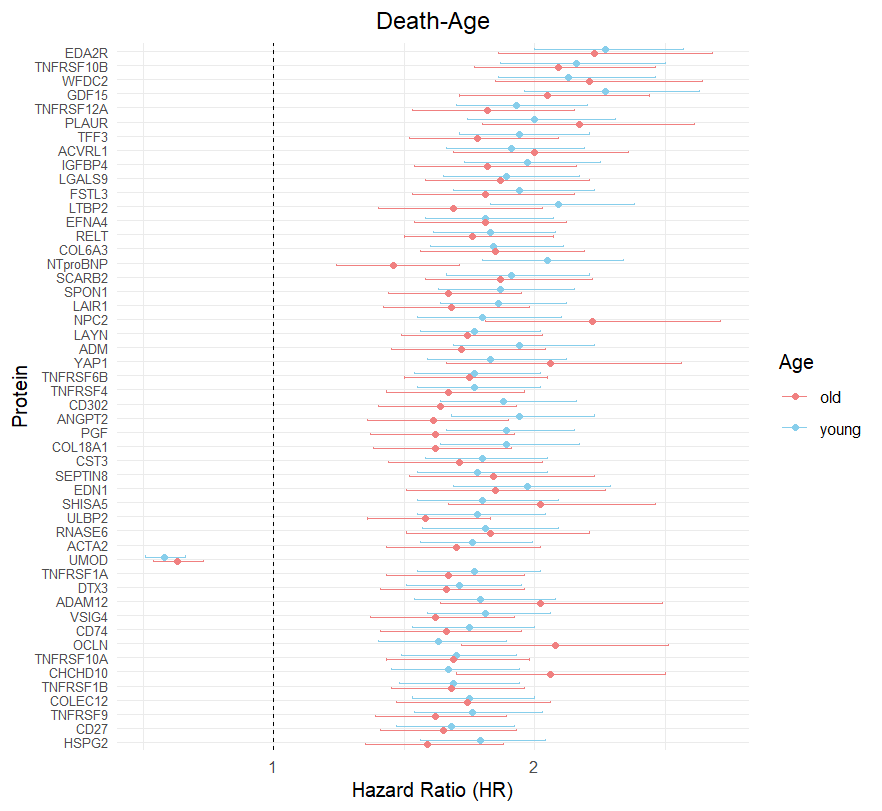 Death-Age
Protein
EDA2R
TNFRSF10B
WFDC2
GDF15
TNFRSF12A
PLAUR
TFF3
ACVRL1
IGFBP4
LGALS9
FSTL3
LTBP2
EFNA4
RELT
COL6A3
NTproBNP
SCARB2
SPON1
LAIR1
NPC2
LAYN
ADM
YAP1
TNFRSF6B
TNFRSF4
CD302
ANGPT2
PGF
COL18A1
CST3
SEPTIN8
EDN1
SHISA5
ULBP2
RNASE6
ACTA2
UMOD
TNFRSF1A
DTX3
ADAM12
VSIG4
CD74
OCLN
TNFRSF10A
CHCHD10
TNFRSF1B
COLEC12
TNFRSF9
CD27
HSPG2
1 2
Hazard Ratio (HR)
Age
old
young